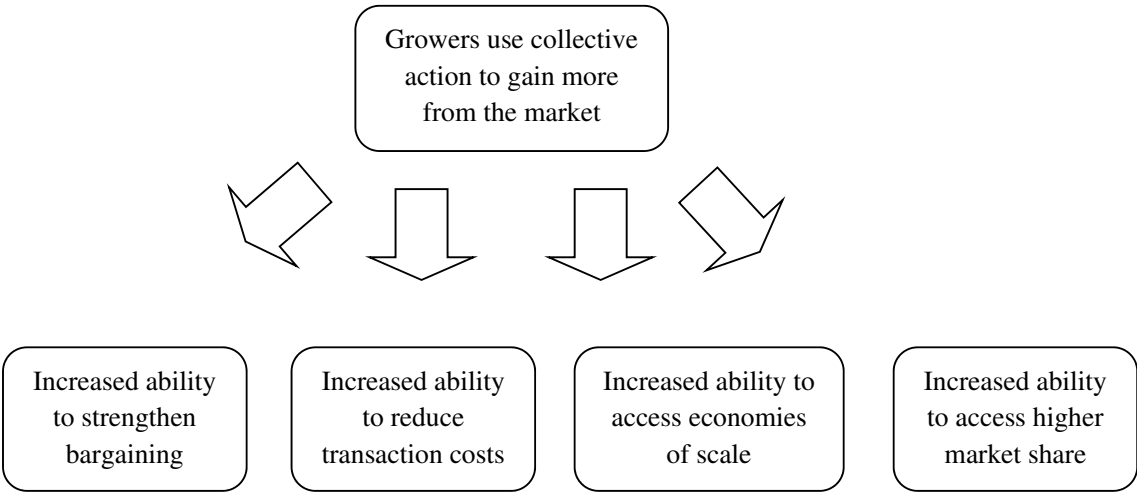 Growers use collective
action to gain more
from the market
Increased ability
to strengthen
bargaining
Increased ability
to reduce
transaction costs
Increased ability to
access economies
of scale
Increased ability
to access higher
market share